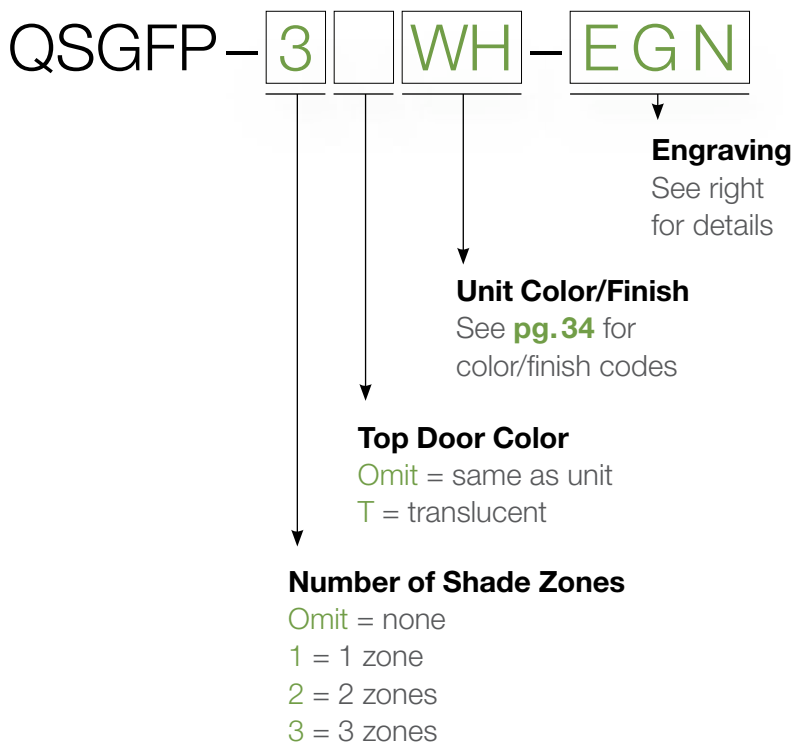 QSGFP – 3 WH – EGN
Engraving
See right
for details
Unit Color/Finish
See pg. 34 for
color/finish codes
Top Door Color
Omit = same as unit
T = translucent
Number of Shade Zones
Omit = none
1 = 1 zone
2 = 2 zones
3 = 3 zones